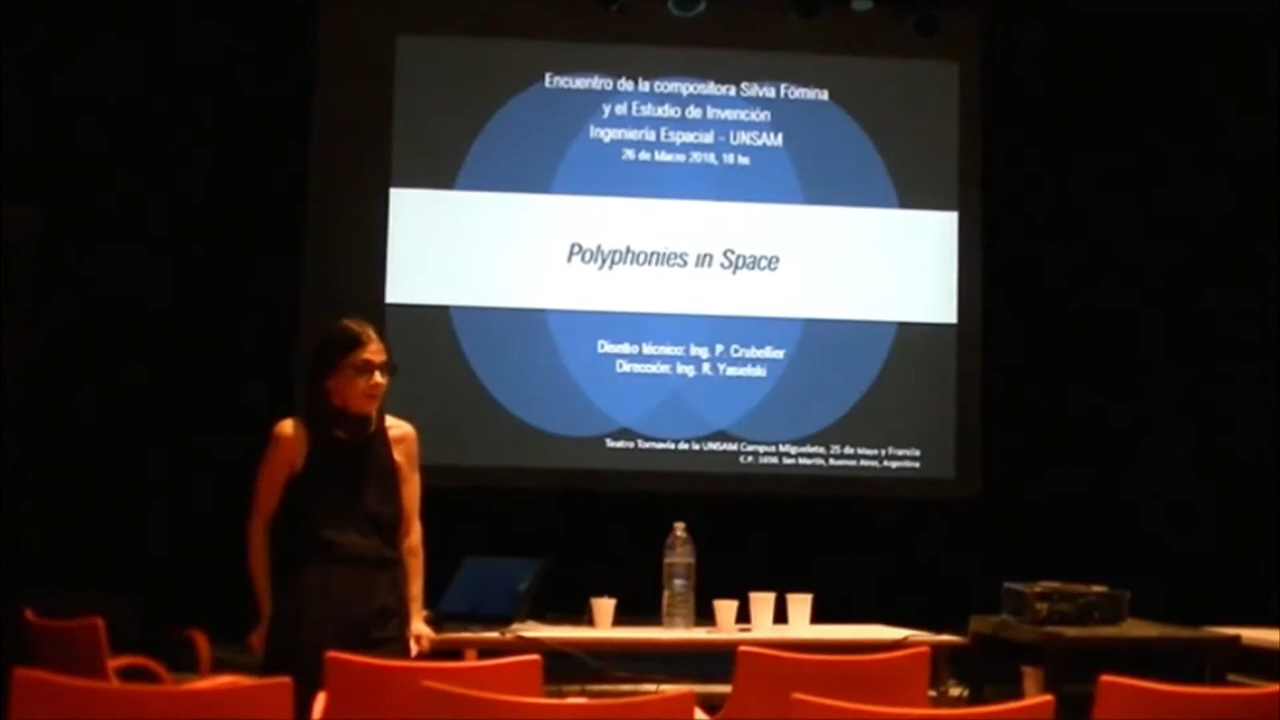 Encuentro de la compositora Silvia Fómina
y el Estudio de Invención
Ingeniería Espacial - UNSAM
26 de Marzo 2018, 18 hs
Polyphonies in Space
Diseño técnico: Ing. P. Crubellier
Dirección: Ing. R. Yasielski
Teatro Tornavía de la UNSAM Campus Miguelete, 25 de Mayo y Francia
C.P. 1650. San Martín, Buenos Aires, Argentina